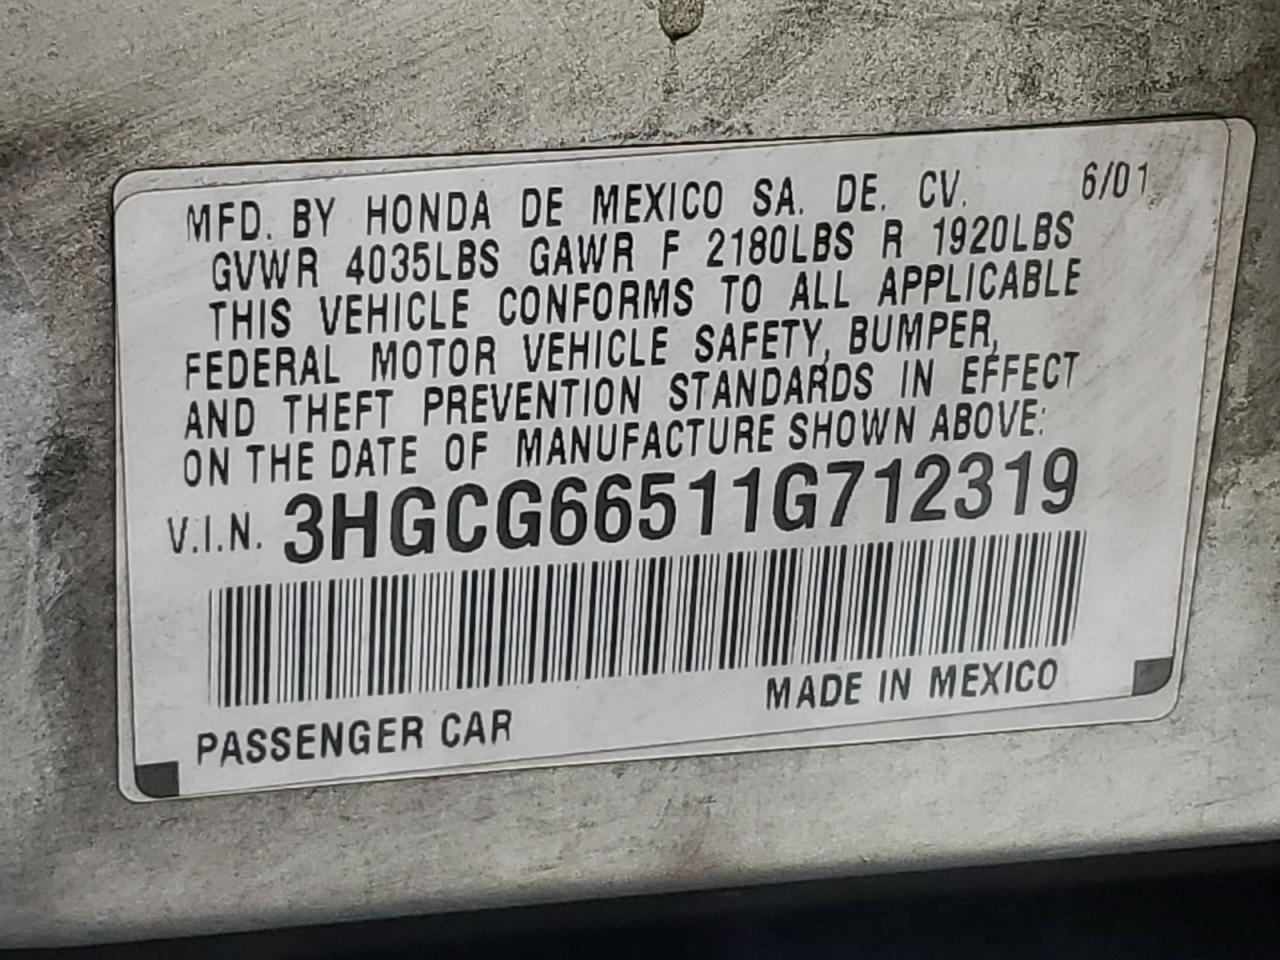 MFD. BY HONDA DE MEXICO SA. DE. CV. 6/01
GVWR 4035LBS GAWR F 2180LBS R 1920LBS
THIS VEHICLE CONFORMS TO ALL APPLICABLE
FEDERAL MOTOR VEHICLE SAFETY, BUMPER,
AND THEFT PREVENTION STANDARDS IN EFFECT
ON THE DATE OF MANUFACTURE SHOWN ABOVE:
V.I.N. 3HGCG66511G712319
PASSENGER CAR MADE IN MEXICO